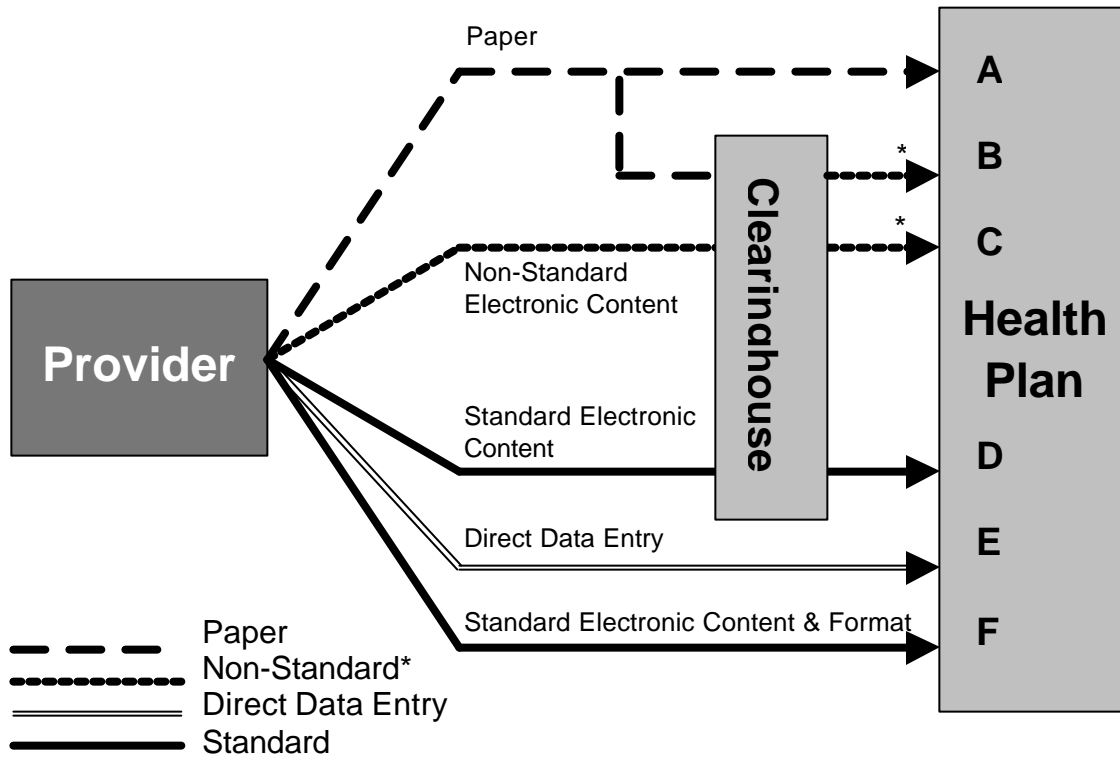 Paper
A
*
B
*
C
Non-Standard
Electronic Content
Clearinghouse
Provider
Health
Plan
Standard Electronic
Content
D
Direct Data Entry
E
Standard Electronic Content & Format
F
Paper
Non-Standard*
Direct Data Entry
Standard